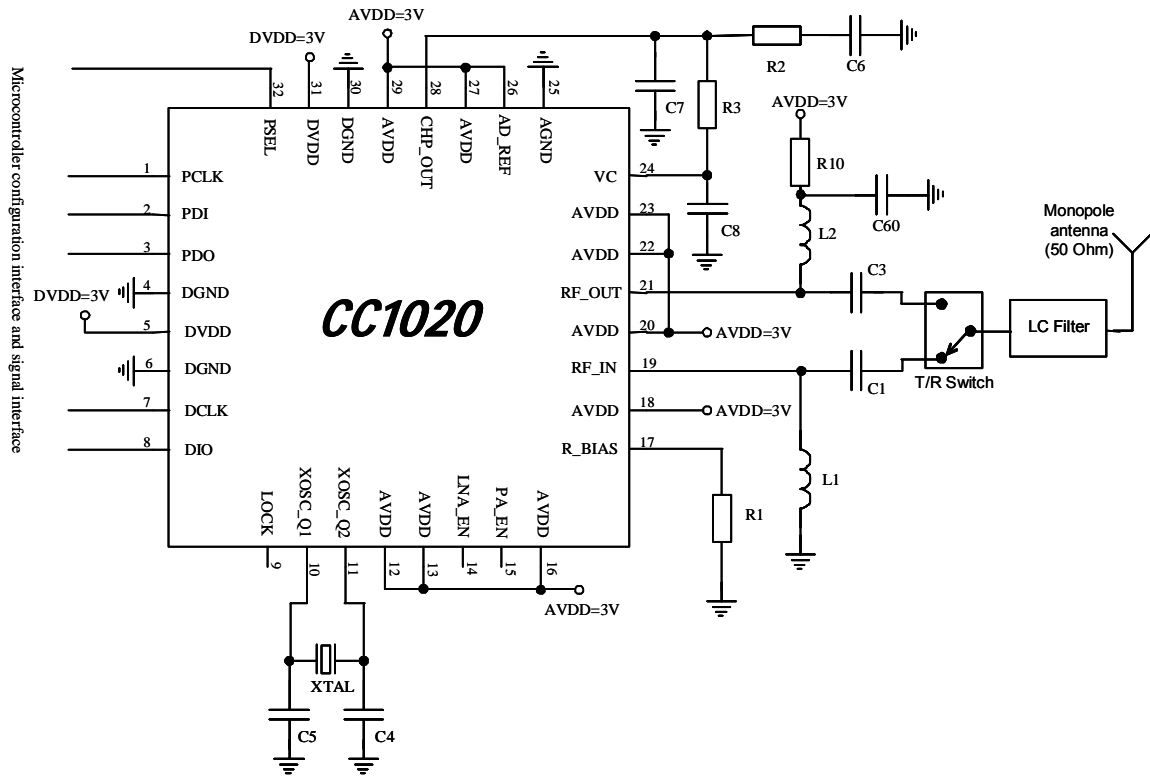 AVDD=3V
DVDD=3V
R2
C6
C7
R3
AVDD=3V
Microcontroller configuration interface and signal interface
32
31
30
29
28
27
26
25
PSEL
DVDD
DGND
AVDD
CHP_OUT
AVDD
AD_REF
AGND
R10
1
PCLK
VC
24
2
PDI
AVDD
23
C8
L2
C60
Monopole
antenna
(50 Ohm)
3
PDO
AVDD
22
C3
DVDD=3V
4
DGND
RF_OUT
21
CC1020
5
DVDD
AVDD
20
AVDD=3V
LC Filter
6
DGND
RF_IN
19
C1
T/R Switch
7
DCLK
AVDD
18
AVDD=3V
8
DIO
R_BIAS
17
L1
LOCK
XOSC_Q1
XOSC_Q2
AVDD
AVDD
LNA_EN
PA_EN
AVDD
R1
9
10
11
12
13
14
15
16
AVDD=3V
XTAL
C5
C4